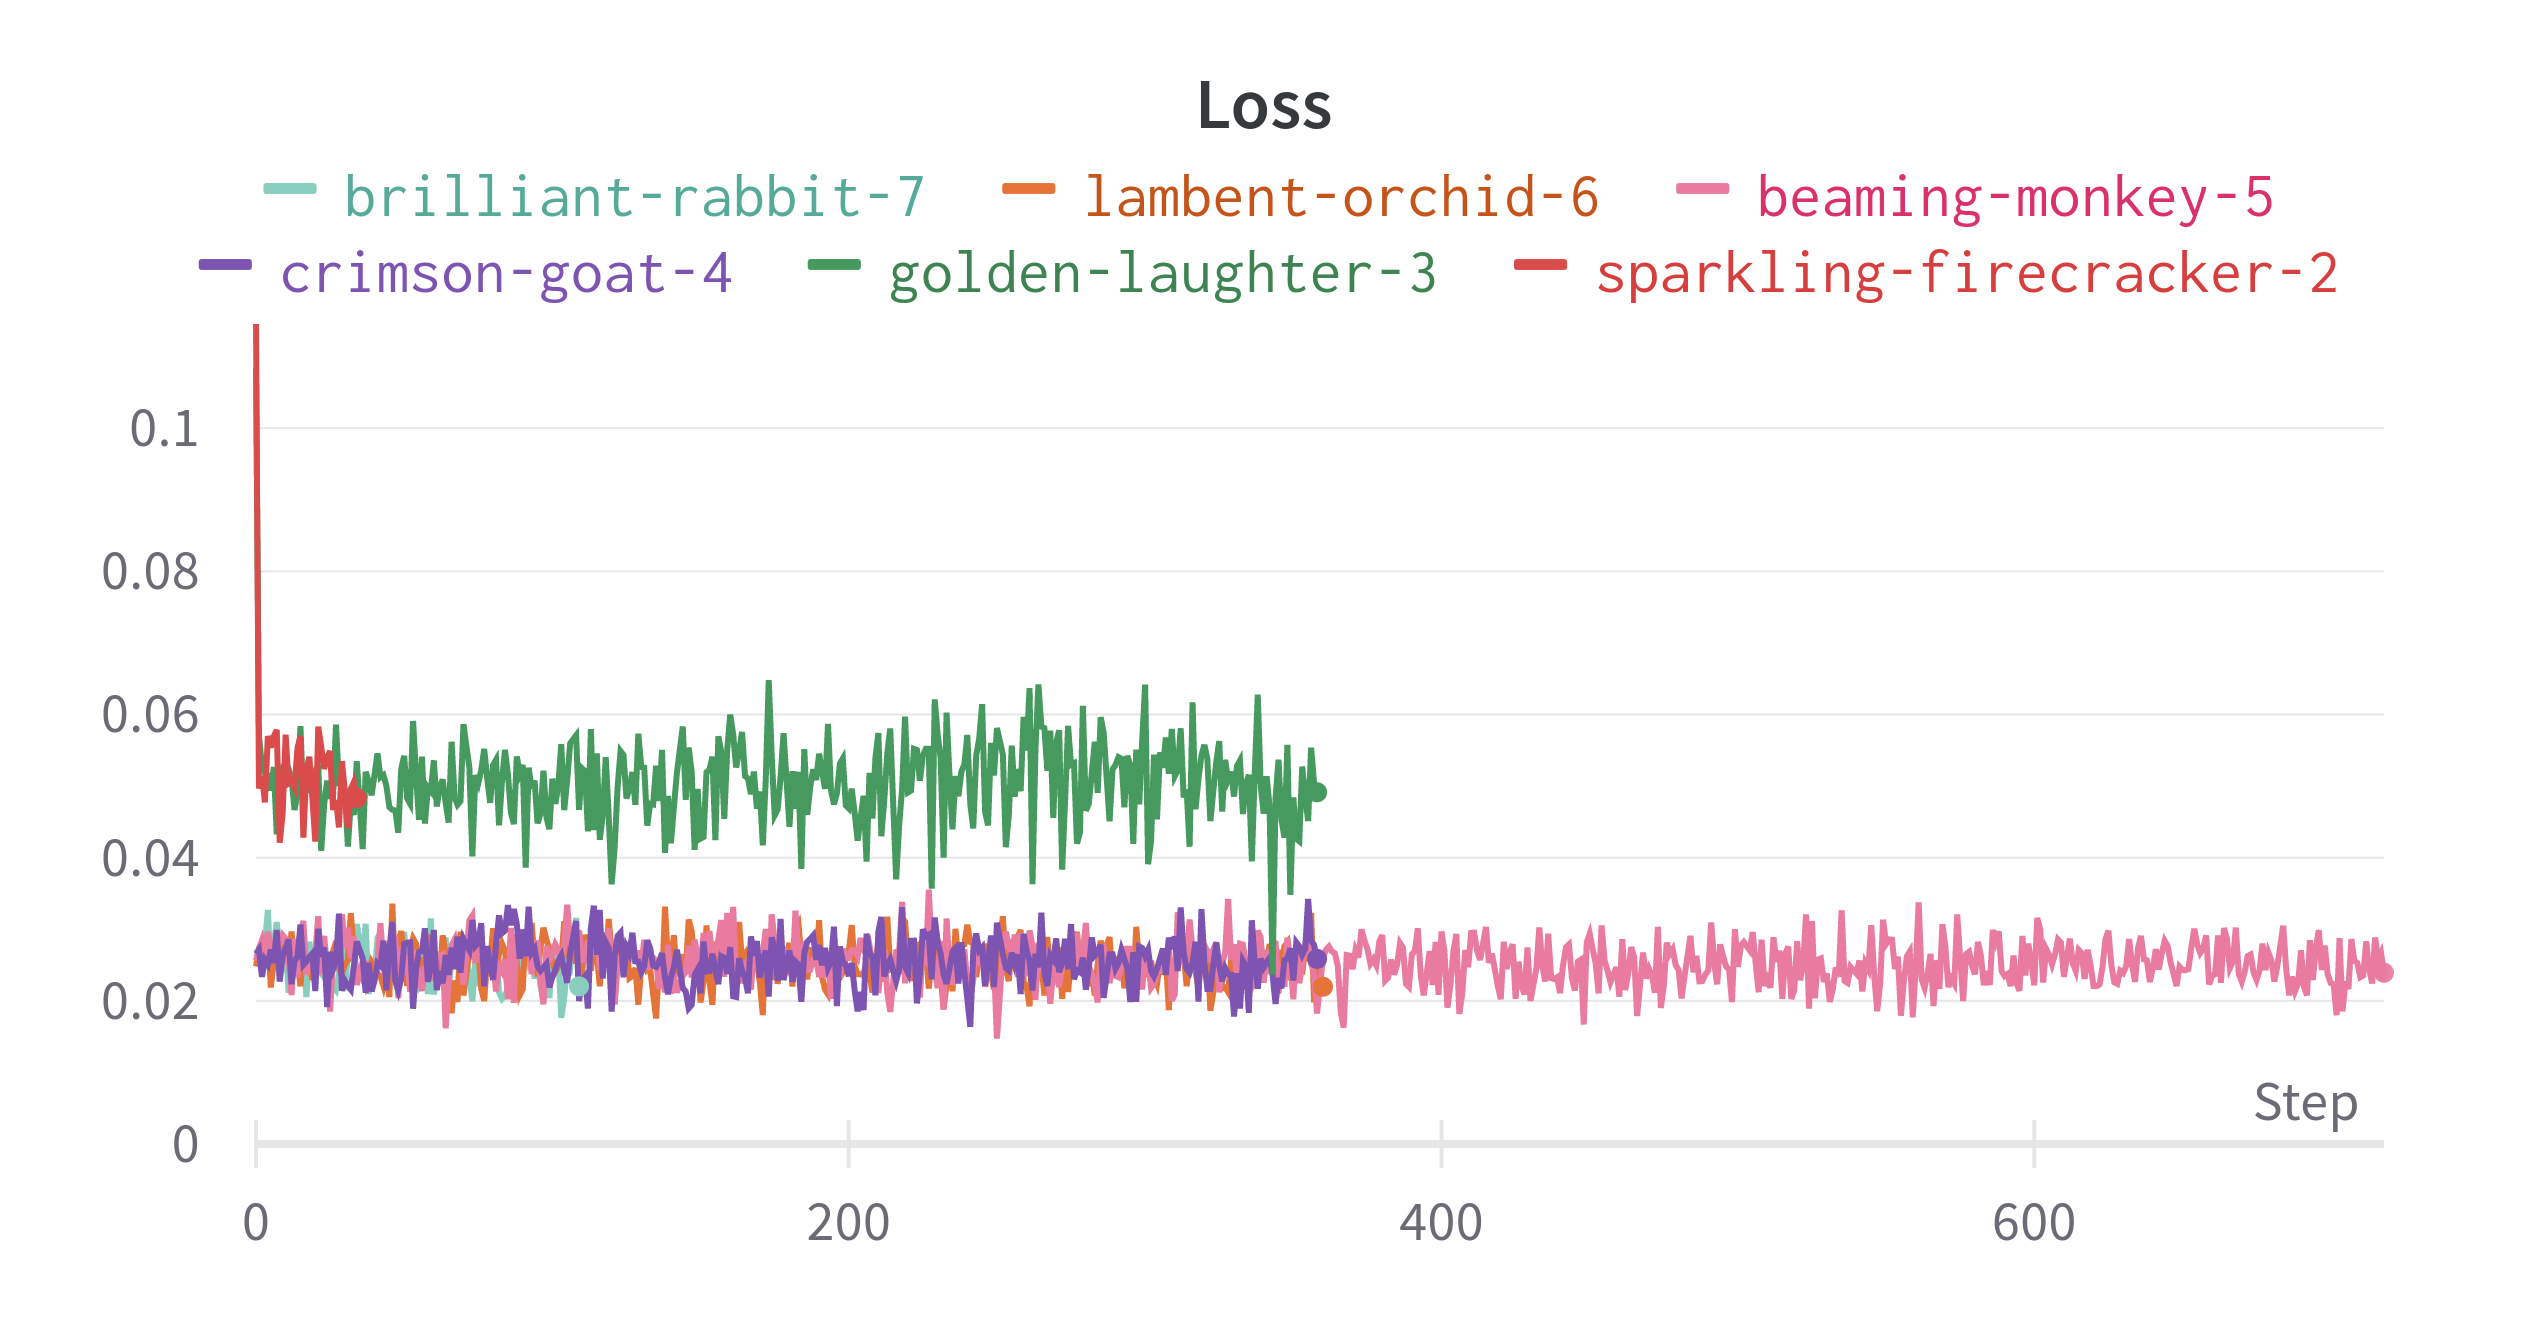 Loss
brilliant-rabbit-7 lambent-orchid-6 beaming-monkey-5
crimson-goat-4 golden-laughter-3 sparkling-firecracker-2
0.1
0.08
0.06
0.04
0.02
Step
0
0 200 400 600